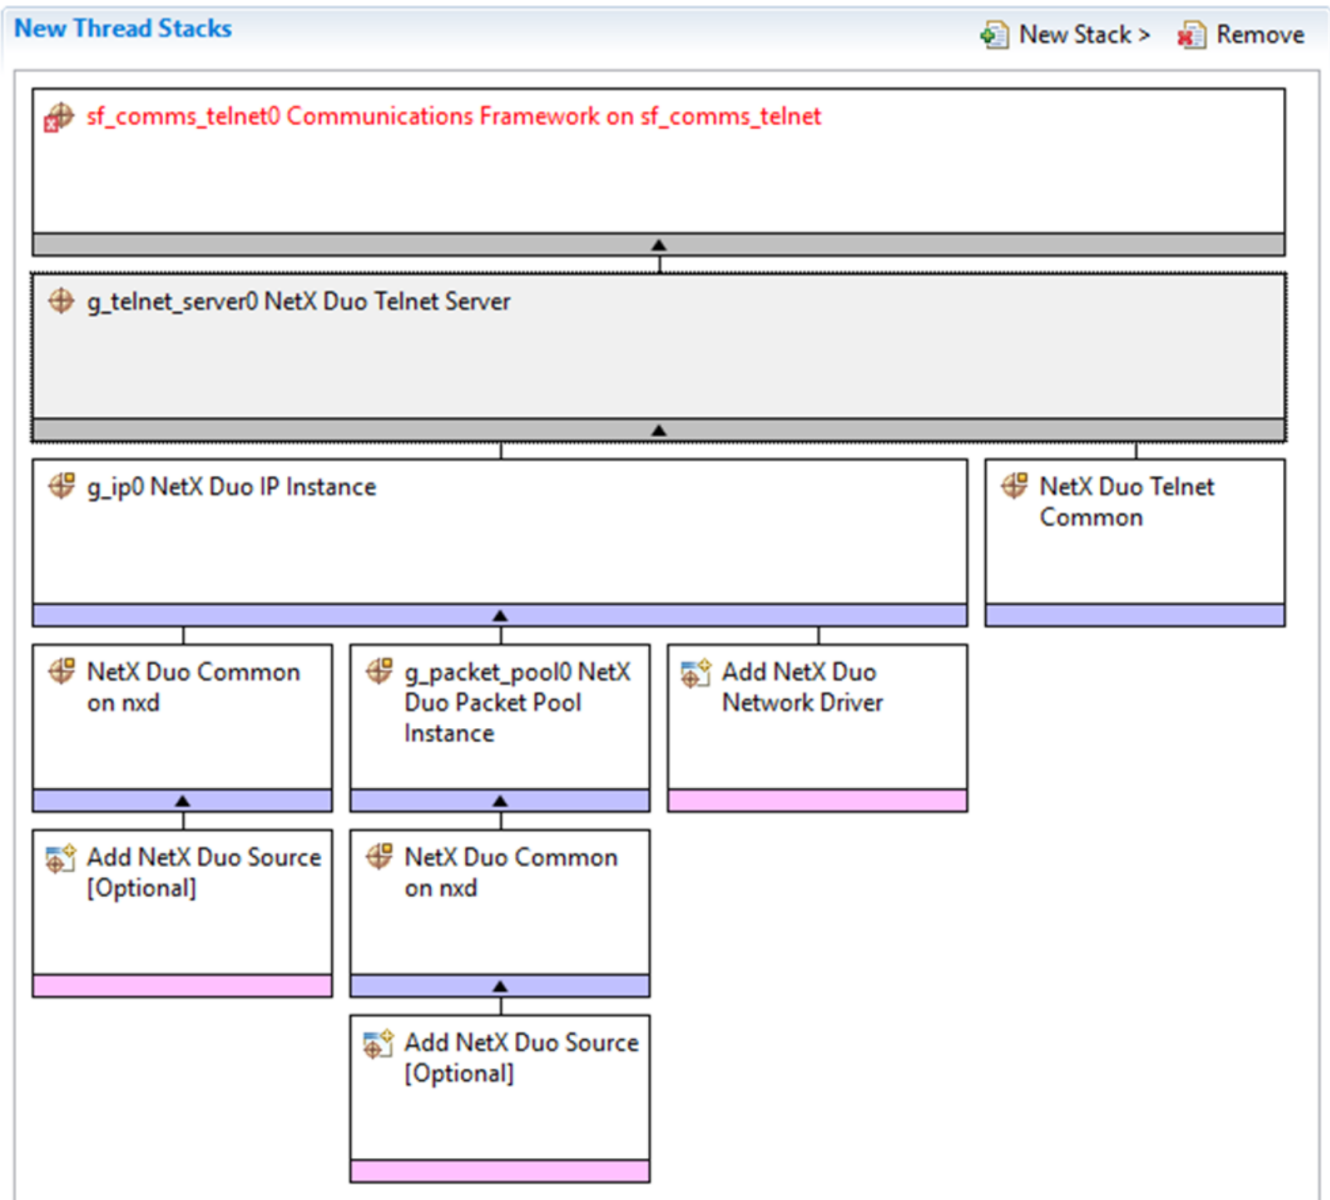 New Thread Stacks
New Stack >
Remove
sf_comms_telnet0 Communications Framework on sf_comms_telnet
g_telnet_server0 NetX Duo Telnet Server
g_ip0 NetX Duo IP Instance
NetX Duo Telnet
Common
NetX Duo Common
on nxd
g_packet_pool0 NetX
Duo Packet Pool
Instance
Add NetX Duo
Network Driver
Add NetX Duo Source
[Optional]
NetX Duo Common
on nxd
Add NetX Duo Source
[Optional]